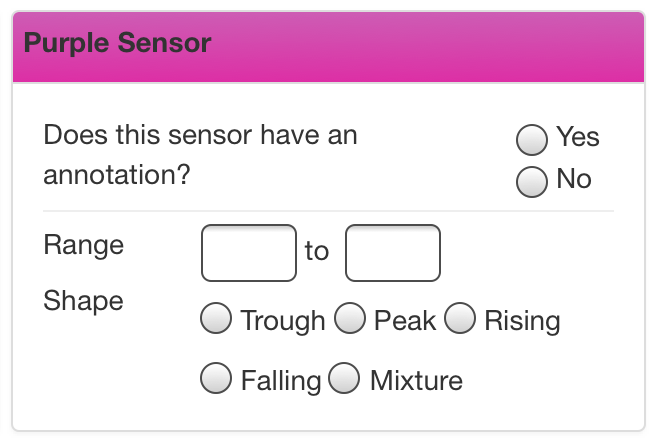 Purple Sensor
Does this sensor have an
annotation?
Yes
No
Range to
Shape
Trough Peak Rising
Falling Mixture